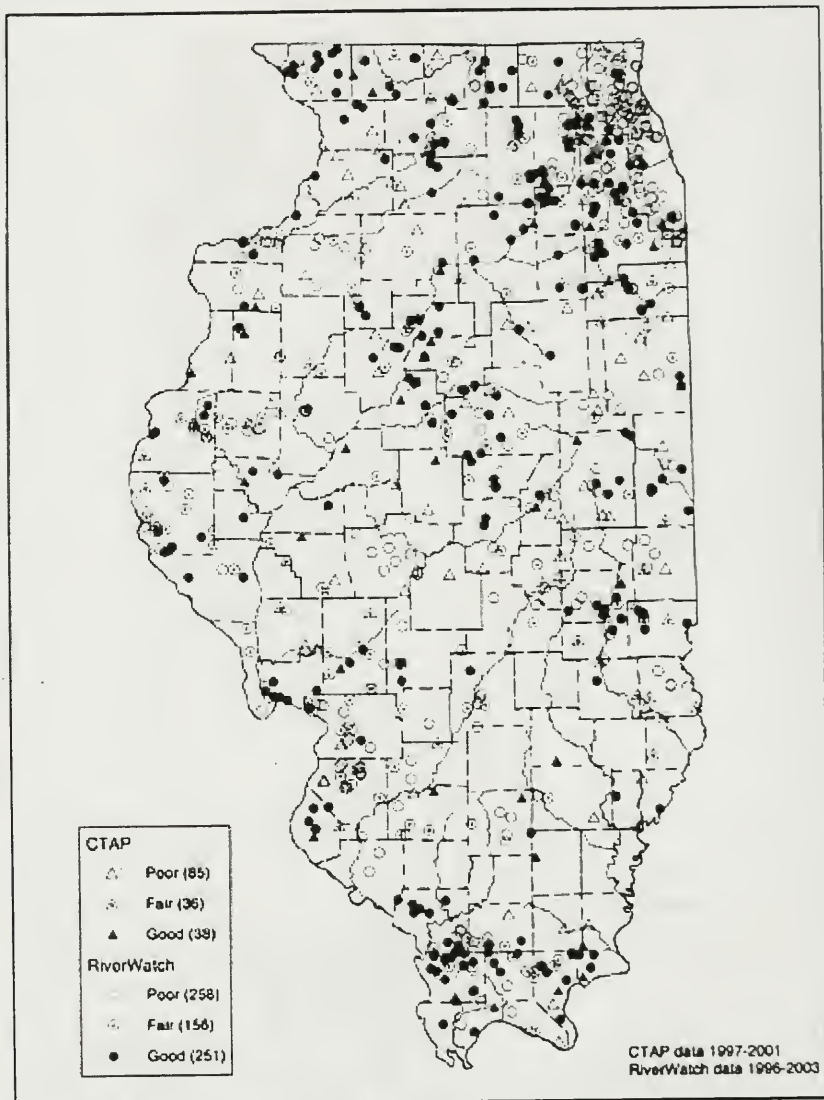 CTAP
Poor (85)
Fair (36)
Good (38)
RiverWatch
Poor (258)
Fair (156)
Good (251)
CTAP data 1997-2001
RiverWatch data 1996-2003